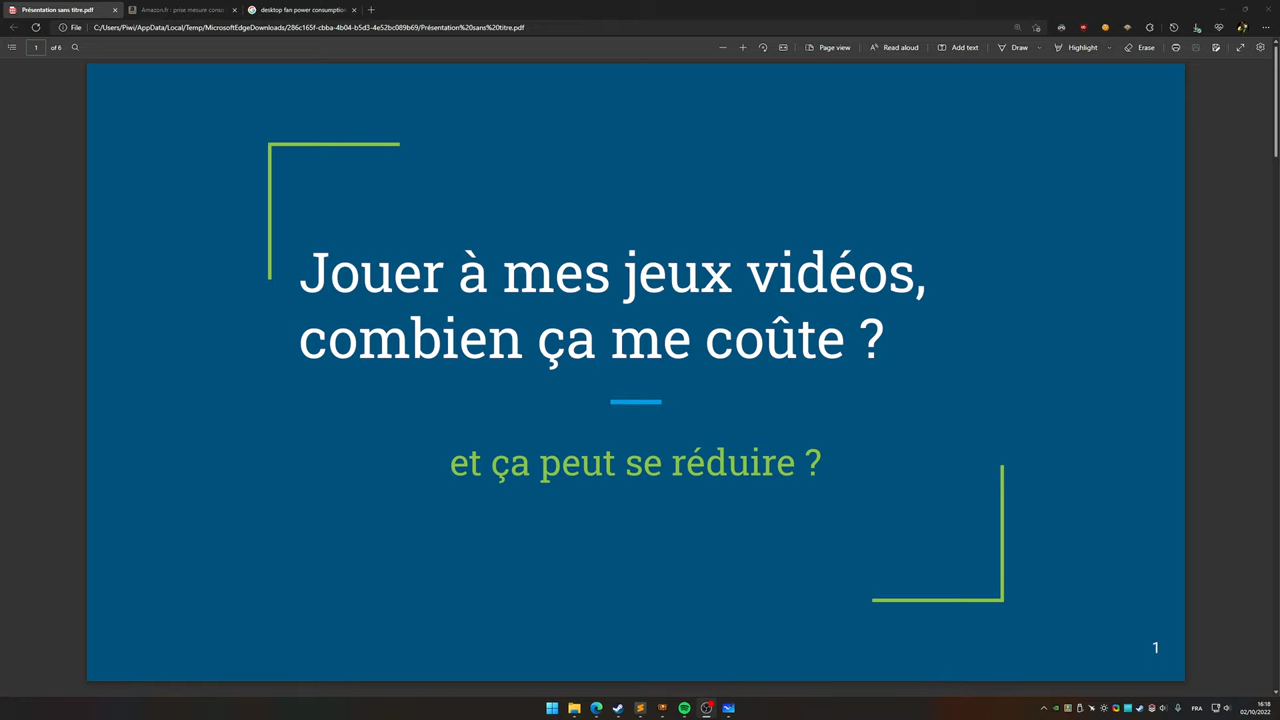 Présentation sans titre.pdf
Amazon.fr : prise mesure conso
desktop fan power consumption
File
C:/Users/Piwi/AppData/Local/Temp/MicrosoftEdgeDownloads/286c165f-cbba-4b04-b5d3-4e52bc089b69/Présentation%20sans%20titre.pdf
1 of 6
Page view
Read aloud
Add text
Draw
Highlight
Erase
Jouer à mes jeux vidéos,
combien ça me coûte ?
et ça peut se réduire ?
1
FRA
16:18
02/10/2022